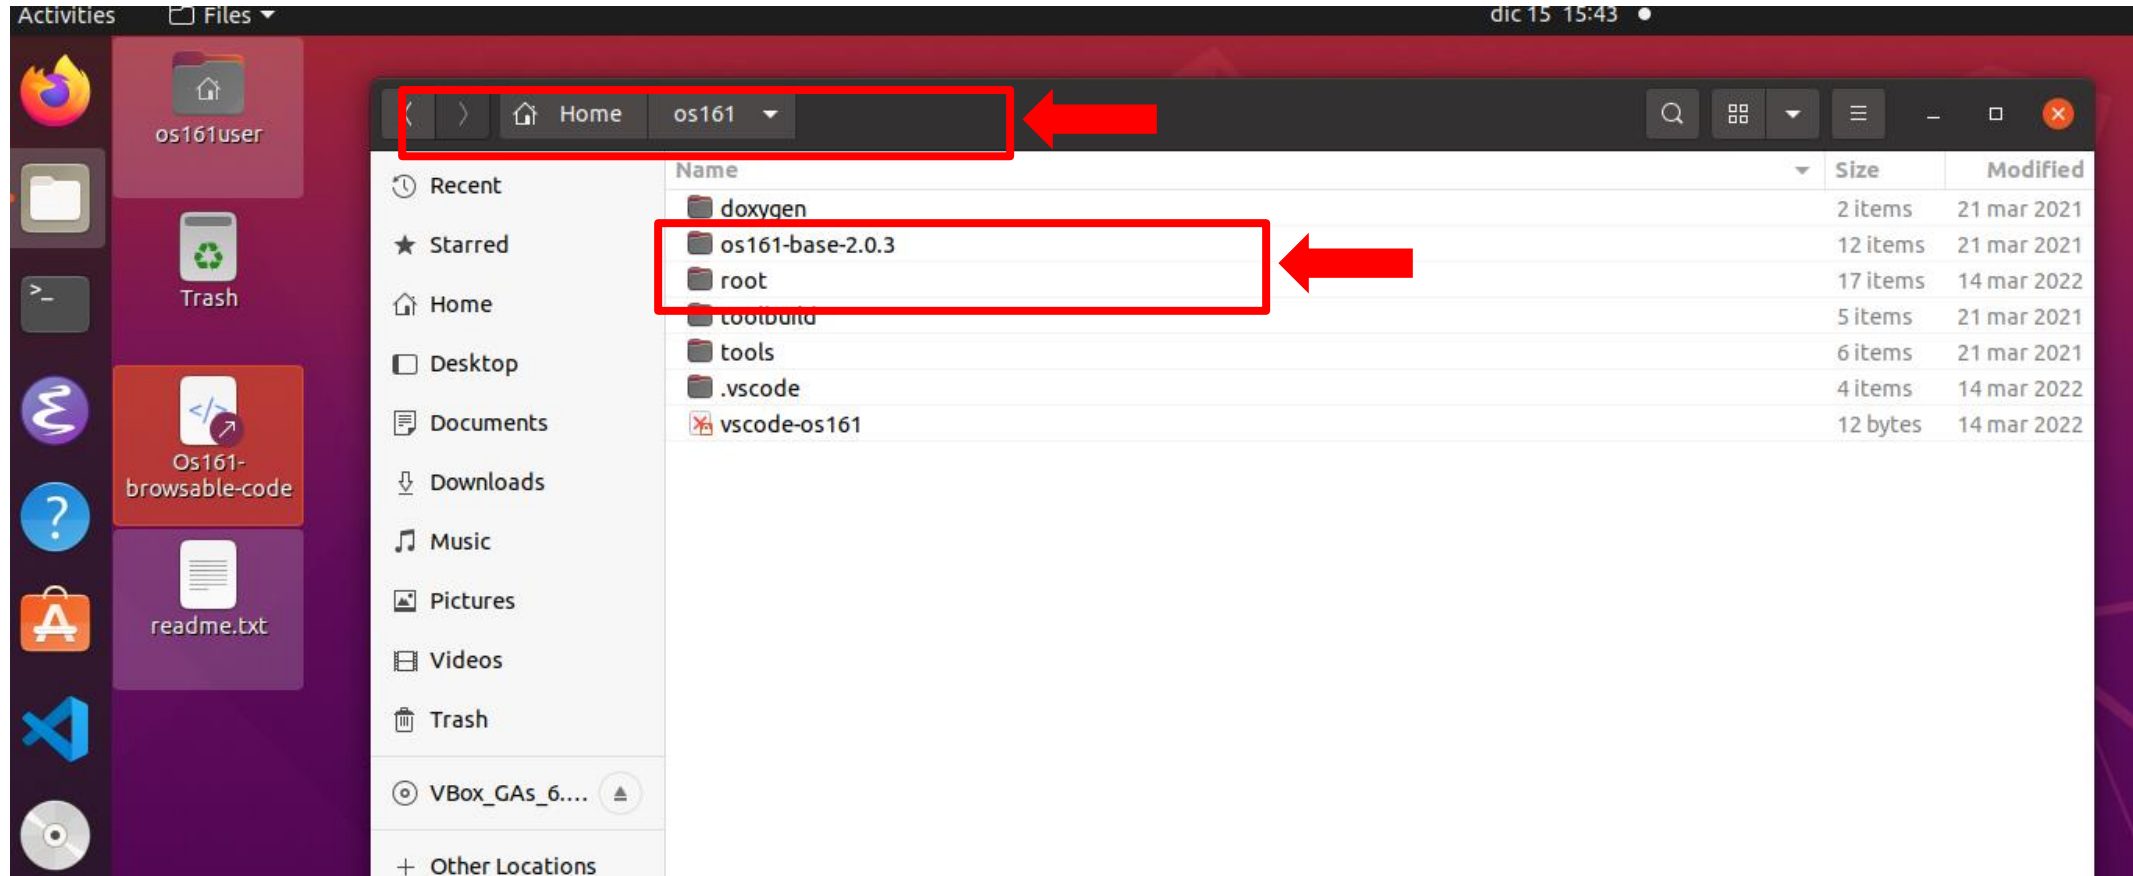 Activities Files dic 15 15:43
os161user
Trash
Os161-
browsable-code
readme.txt
Home os161
Recent
Starred
Home
Desktop
Documents
Downloads
Music
Pictures
Videos
Trash
VBox_GAs_6....
Other Locations
Name Size Modified
doxygen 2 items 21 mar 2021
os161-base-2.0.3 12 items 21 mar 2021
root 17 items 14 mar 2022
toolbuild 5 items 21 mar 2021
tools 6 items 21 mar 2021
.vscode 4 items 14 mar 2022
vscode-os161 12 bytes 14 mar 2022